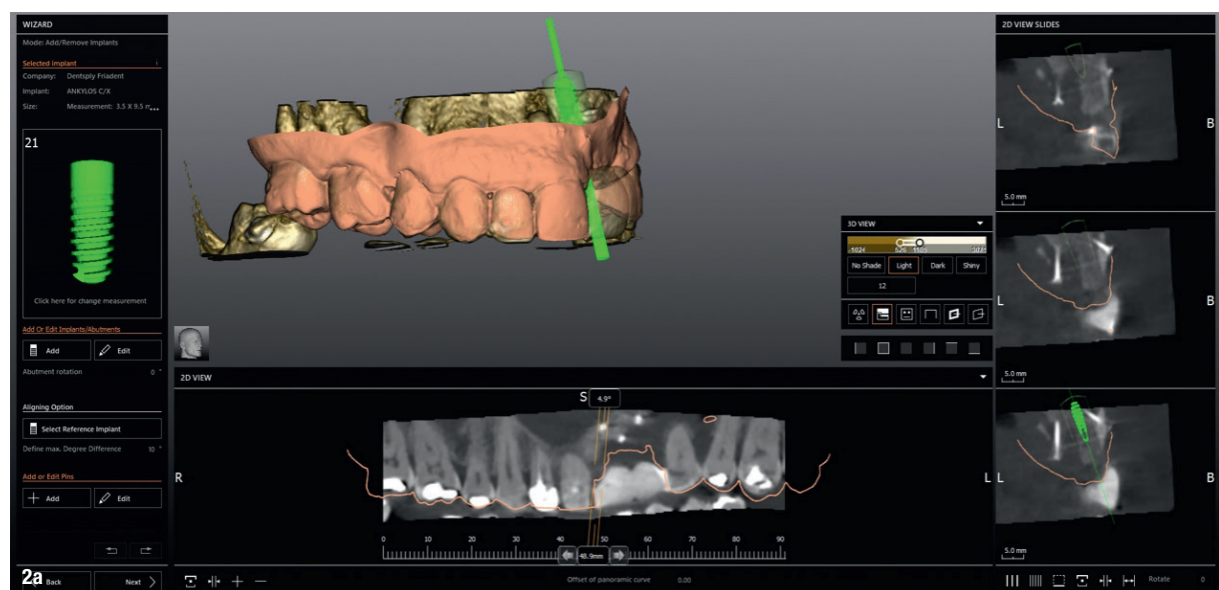 WIZARD
Mode: Add/Remove Implants
Selected implant
Company: Dentsply Friadent
Implant: ANKYLOS C/X
Size: Measurement: 3.5 X 9.5 m...
21
Click here for change measurement
Add Or Edit Implants/Abutments
Add
Edit
Abutment rotation 0 °
Aligning Option
Select Reference Implant
Define max. Degree Difference 10 °
Add or Edit Pins
Add
Edit
Back
Next
2a
3D VIEW
-1024
No Shade
Light
Dark
Shiny
12
2D VIEW
S
4.9°
R
L
0 10 20 30 40 50 60 70 80 90
48.9mm
Offset of panoramic curve 0.00
2D VIEW SLIDES
L
B
5.0 mm
L
B
5.0 mm
L
B
5.0 mm
Rotate 0